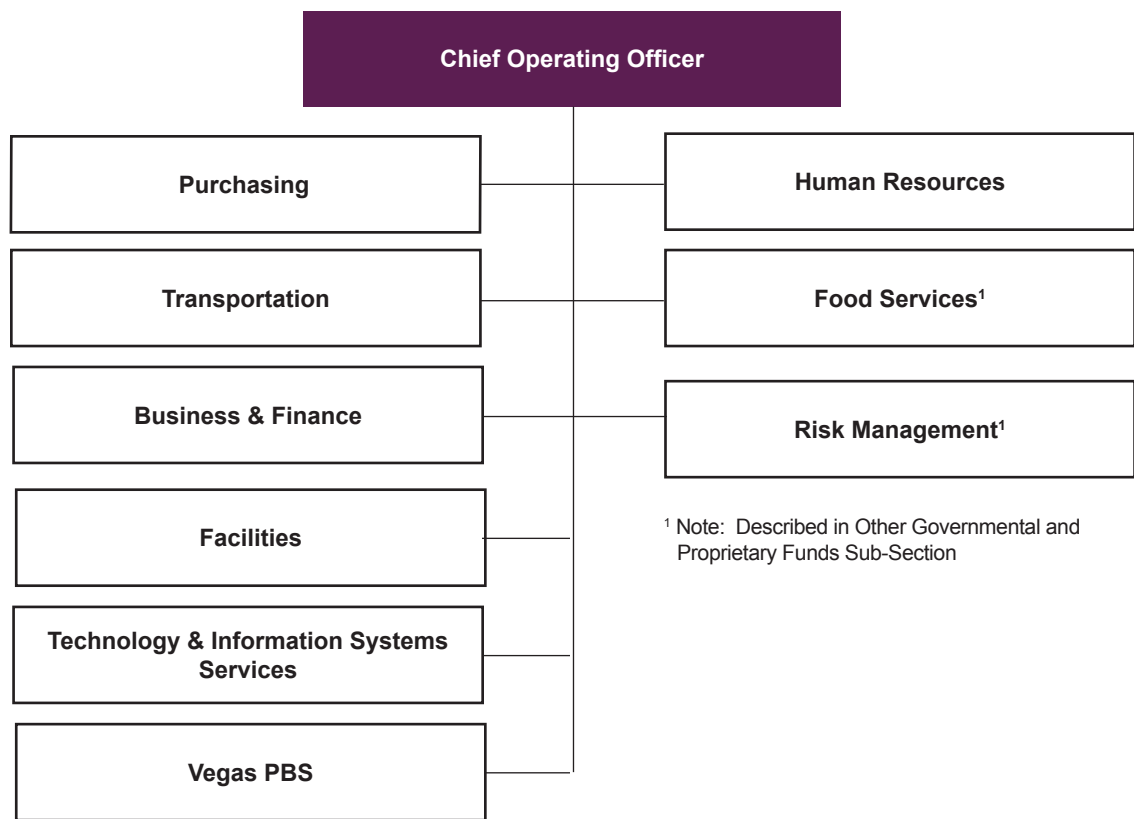 Chief Operating Officer
Purchasing
Human Resources
Transportation
Food Services¹
Business & Finance
Risk Management¹
Facilities
¹ Note: Described in Other Governmental and
Proprietary Funds Sub-Section
Technology & Information Systems
Services
Vegas PBS